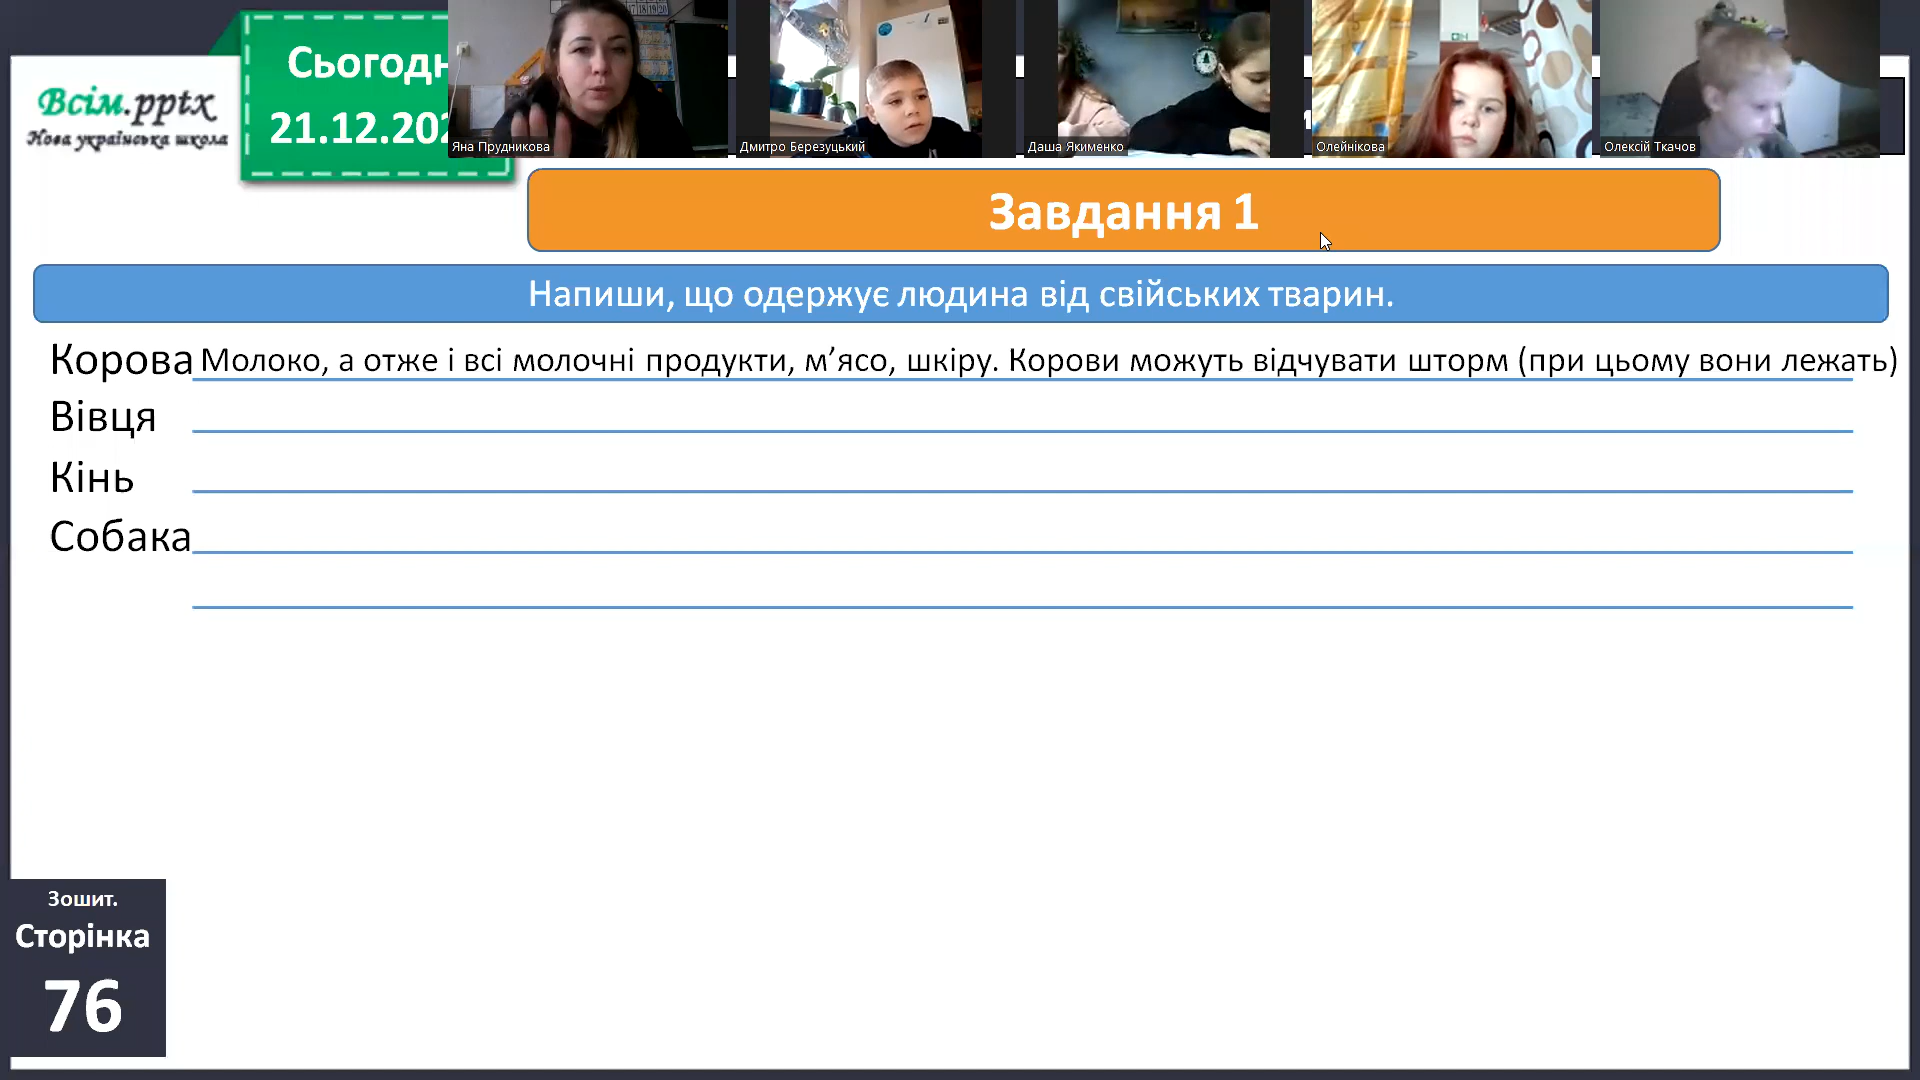 Всім.pptx
Нова українська школа
Сьогодн
21.12.202
Яна Прудникова
Дмитро Березуцький
Даша Якименко
Олейнікова
Олексій Ткачов
Завдання 1
Напиши, що одержує людина від свійських тварин.
Корова Молоко, а отже і всі молочні продукти, м’ясо, шкіру. Корови можуть відчувати шторм (при цьому вони лежать)
Вівця
Кінь
Собака
Зошит.
Сторінка
76